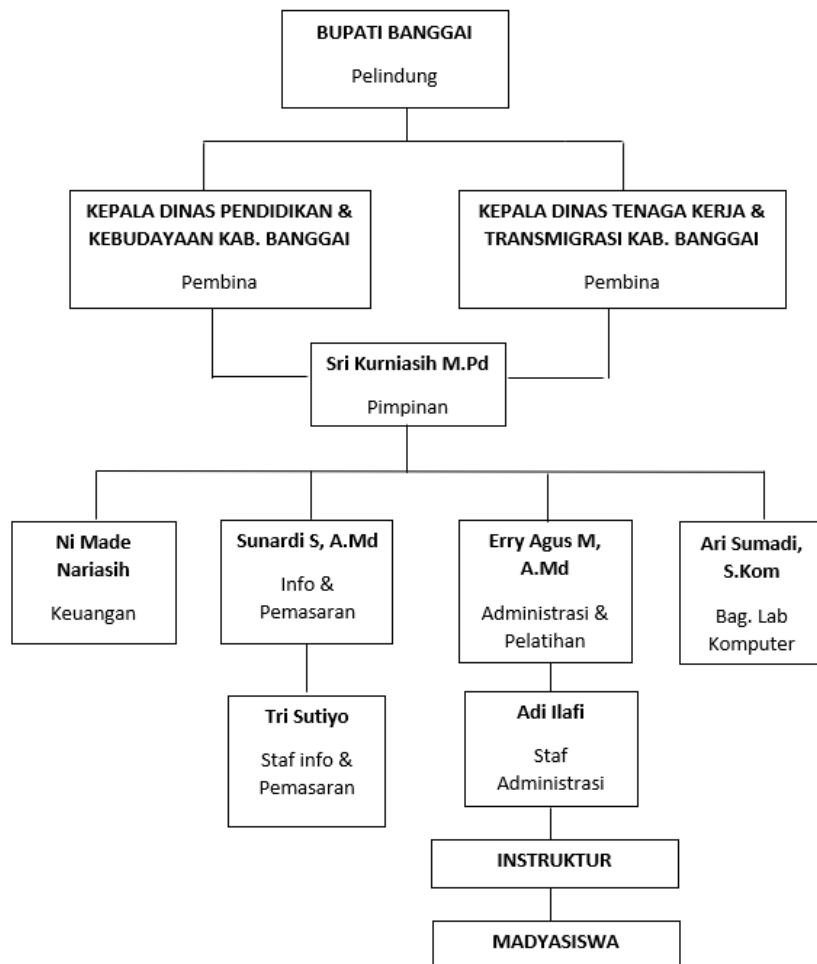 BUPATI BANGGAI
Pelindung
KEPALA DINAS PENDIDIKAN &
KEBUDAYAAN KAB. BANGGAI
Pembina
KEPALA DINAS TENAGA KERJA &
TRANSMIGRASI KAB. BANGGAI
Pembina
Sri Kurniasih M.Pd
Pimpinan
Ni Made
Nariasih
Keuangan
Sunardi S, A.Md
Info &
Pemasaran
Erry Agus M,
A.Md
Administrasi &
Pelatihan
Ari Sumadi,
S.Kom
Bag. Lab
Komputer
Tri Sutiyo
Staf info &
Pemasaran
Adi Ilafi
Staf
Administrasi
INSTRUKTUR
MADYASISWA